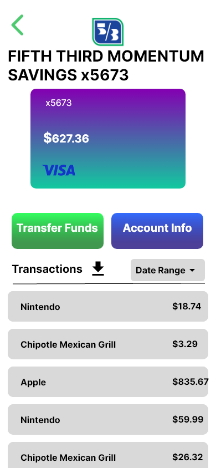 5/3
FIFTH THIRD MOMENTUM
SAVINGS x5673
x5673
$627.36
VISA
Transfer Funds Account Info
Transactions Date Range
Nintendo $18.74
Chipotle Mexican Grill $3.29
Apple $835.67
Nintendo $59.99
Chipotle Mexican Grill $26.32